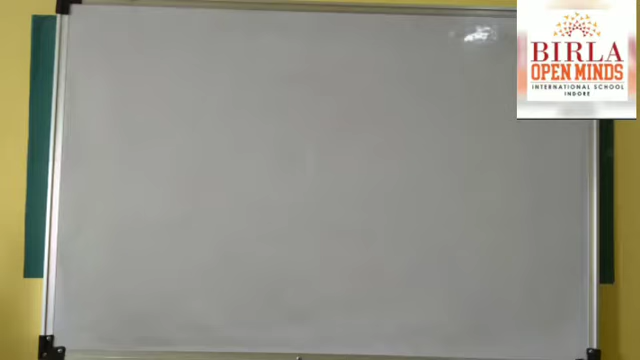 BIRLA
OPEN MINDS
INTERNATIONAL SCHOOL
INDORE